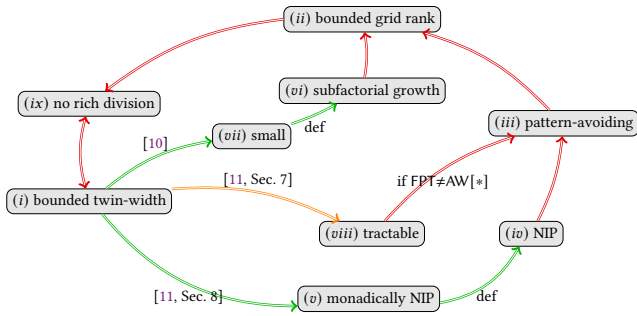 (ii) bounded grid rank
(vi) subfactorial growth
(ix) no rich division
(iii) pattern-avoiding
(vii) small
def
[10]
if FPT≠AW[*]
[11, Sec. 7]
(i) bounded twin-width
(viii) tractable
(iv) NIP
[11, Sec. 8]
(v) monadically NIP
def